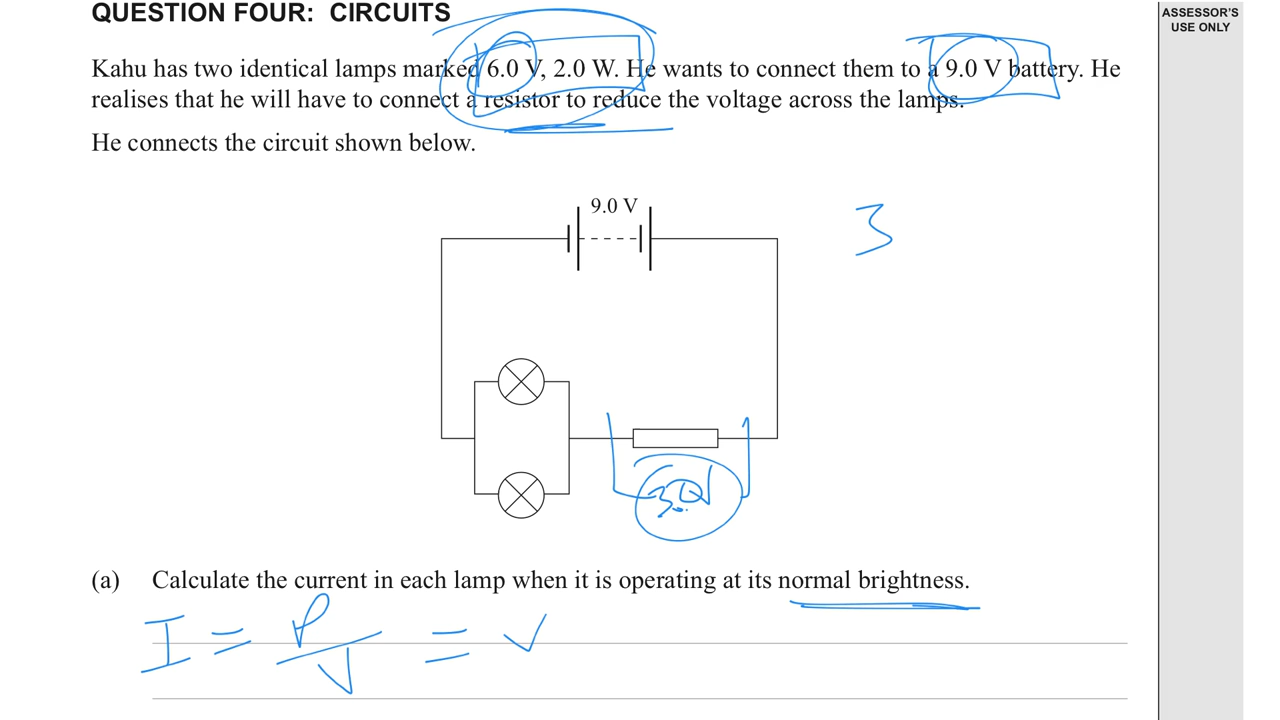 QUESTION FOUR: CIRCUITS
ASSESSOR'S
USE ONLY
Kahu has two identical lamps marked 6.0 V, 2.0 W. He wants to connect them to a 9.0 V battery. He
realises that he will have to connect a resistor to reduce the voltage across the lamps.
He connects the circuit shown below.
9.0 V
3
3.0V
(a) Calculate the current in each lamp when it is operating at its normal brightness.
I = P/V =